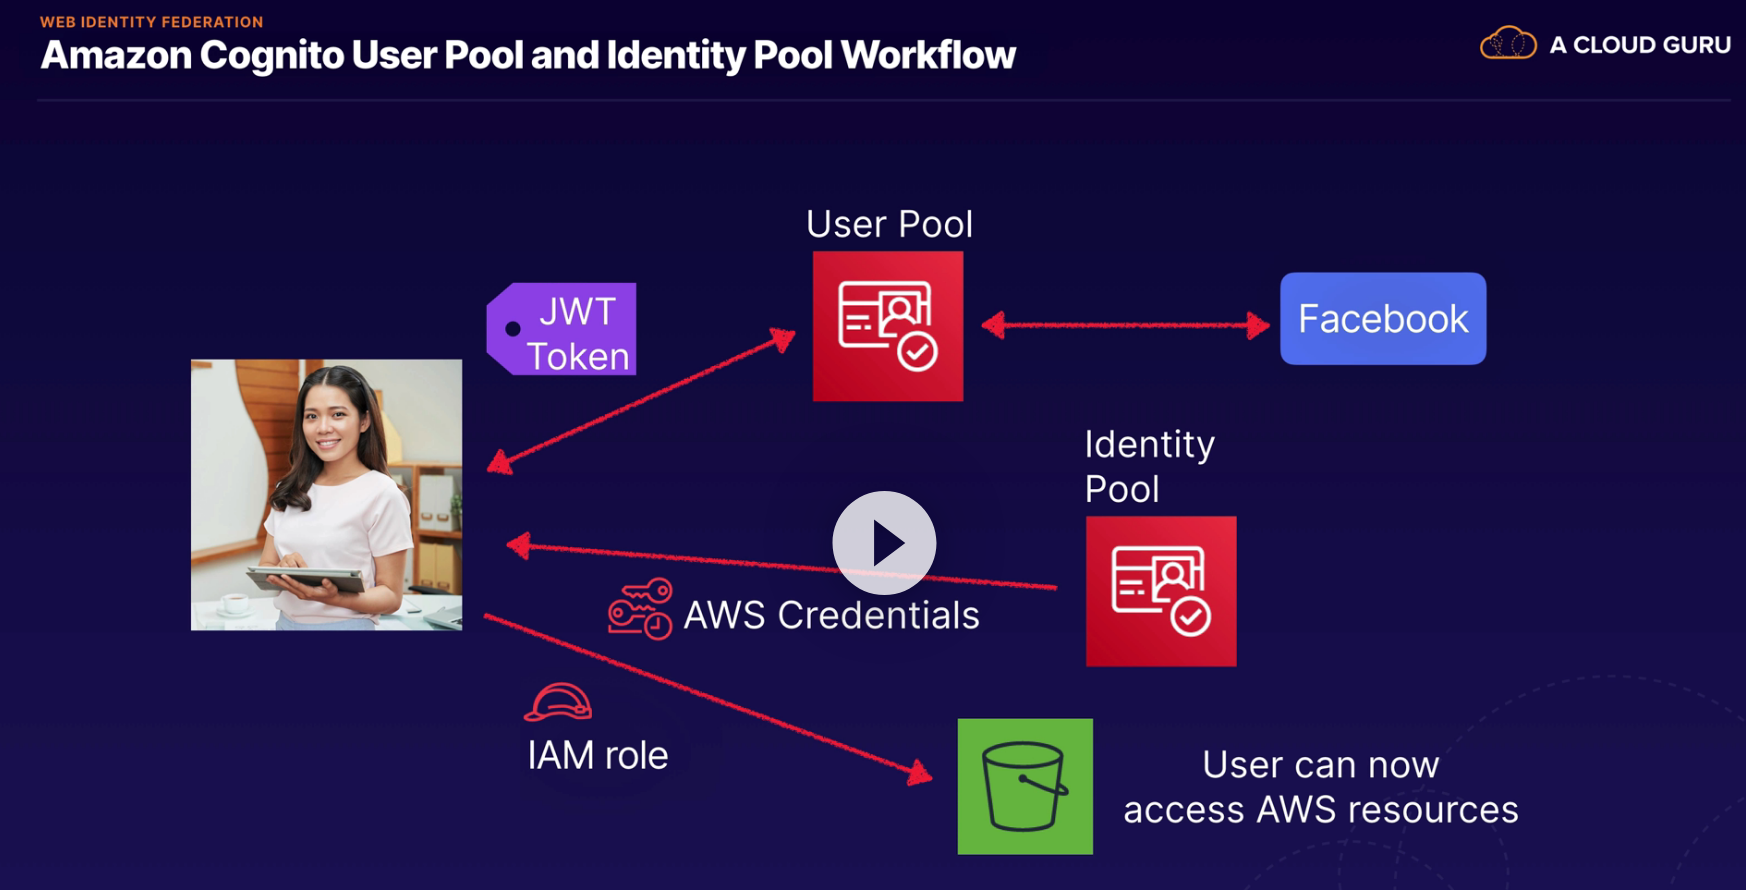 WEB IDENTITY FEDERATION
Amazon Cognito User Pool and Identity Pool Workflow
A CLOUD GURU
User Pool
JWT
Token
Facebook
Identity
Pool
AWS Credentials
IAM role
User can now
access AWS resources